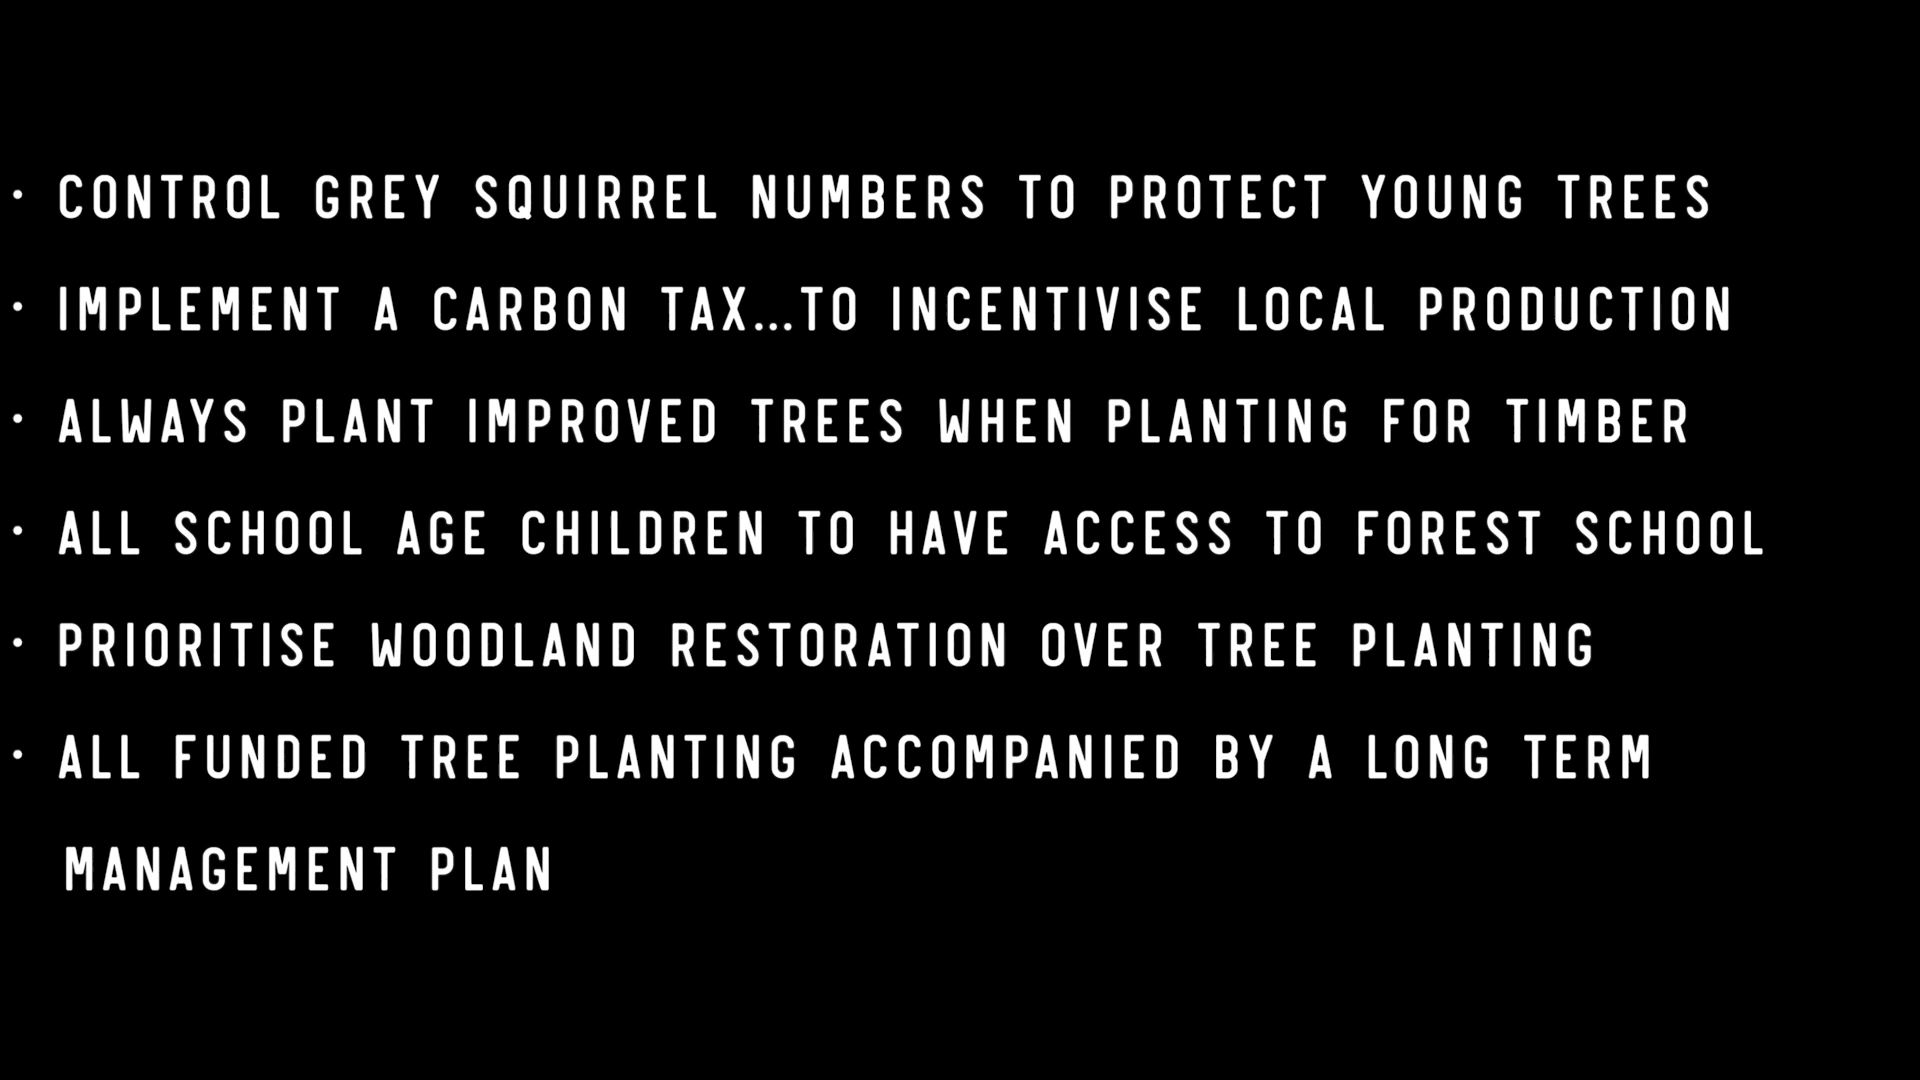 · CONTROL GREY SQUIRREL NUMBERS TO PROTECT YOUNG TREES
· IMPLEMENT A CARBON TAX...TO INCENTIVISE LOCAL PRODUCTION
· ALWAYS PLANT IMPROVED TREES WHEN PLANTING FOR TIMBER
· ALL SCHOOL AGE CHILDREN TO HAVE ACCESS TO FOREST SCHOOL
· PRIORITISE WOODLAND RESTORATION OVER TREE PLANTING
· ALL FUNDED TREE PLANTING ACCOMPANIED BY A LONG TERM
MANAGEMENT PLAN